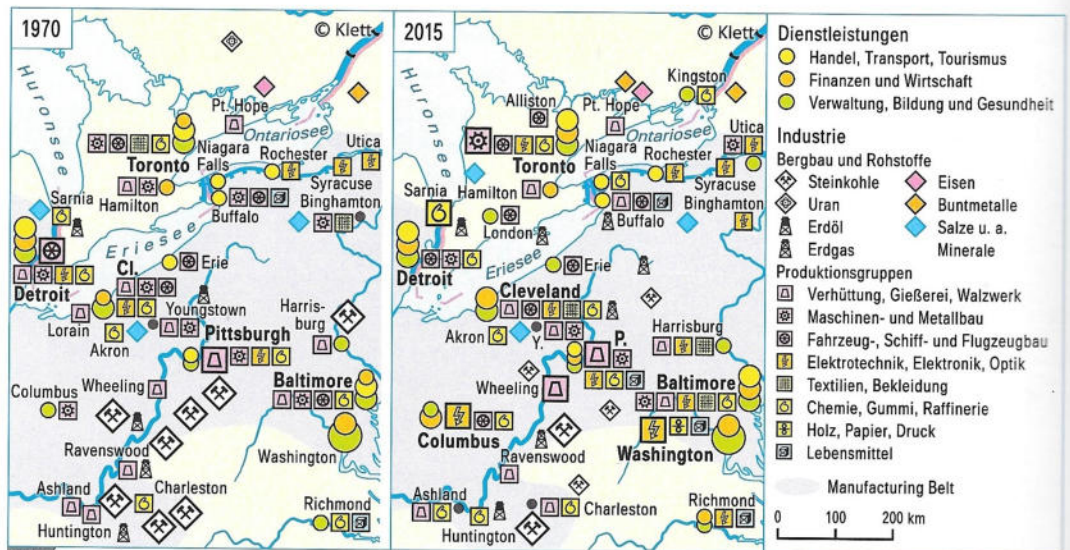 1970
© Klett
Huronsee
Pt. Hope
Ontariosee
Toronto
Niagara
Falls
Rochester
Utica
Sarnia
Hamilton
Buffalo
Syracuse
Binghamton
Eriesee
Detroit
Cl.
Erie
Lorain
Youngstown
Akron
Harris-
burg
Pittsburgh
Columbus
Wheeling
Baltimore
Ravenswood
Washington
Ashland
Charleston
Huntington
Richmond
2015
© Klett
Huronsee
Kingston
Alliston
Pt. Hope
Ontariosee
Toronto
Niagara
Falls
Rochester
Utica
Sarnia
Hamilton
London
Buffalo
Syracuse
Binghamton
Eriesee
Detroit
Erie
Cleveland
Akron
Y.
Harrisburg
P.
Wheeling
Baltimore
Columbus
Washington
Ravenswood
Ashland
Charleston
Huntington
Richmond
Dienstleistungen
Handel, Transport, Tourismus
Finanzen und Wirtschaft
Verwaltung, Bildung und Gesundheit
Industrie
Bergbau und Rohstoffe
Steinkohle
Eisen
Uran
Buntmetalle
Erdöl
Salze u. a.
Erdgas
Minerale
Produktionsgruppen
Verhüttung, Gießerei, Walzwerk
Maschinen- und Metallbau
Fahrzeug-, Schiff- und Flugzeugbau
Elektrotechnik, Elektronik, Optik
Textilien, Bekleidung
Chemie, Gummi, Raffinerie
Holz, Papier, Druck
Lebensmittel
Manufacturing Belt
0 100 200 km